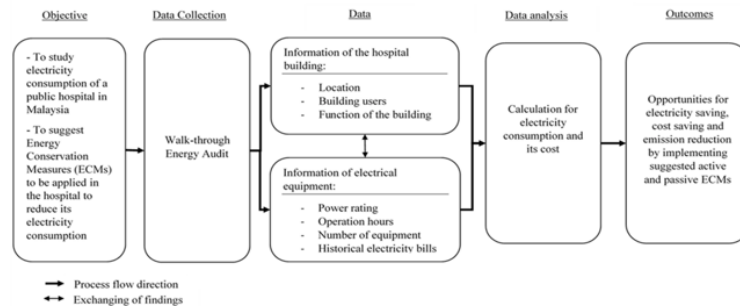 Objective
Data Collection
Data
Data analysis
Outcomes
- To study
electricity
consumption of a
public hospital in
Malaysia
- To suggest
Energy
Conservation
Measures (ECMs)
to be applied in
the hospital to
reduce its
electricity
consumption
Walk-through
Energy Audit
Information of the hospital
building:
- Location
- Building users
- Function of the building
Information of electrical
equipment:
- Power rating
- Operation hours
- Number of equipment
- Historical electricity bills
Calculation for
electricity
consumption and
its cost
Opportunities for
electricity saving,
cost saving and
emission reduction
by implementing
suggested active
and passive ECMs
Process flow direction
Exchanging of findings